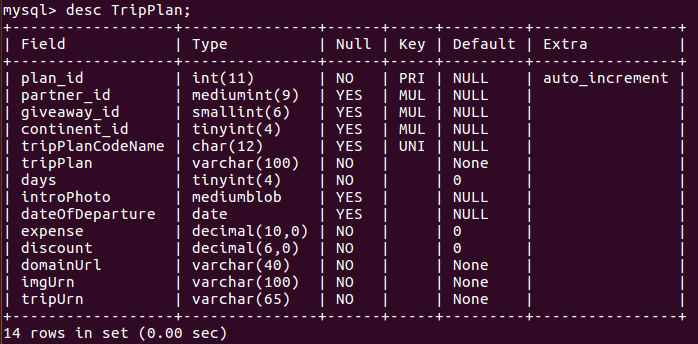 mysql> desc TripPlan;
+------------------+---------------+------+-----+---------+----------------+
| Field            | Type          | Null | Key | Default | Extra          |
+------------------+---------------+------+-----+---------+----------------+
| plan_id          | int(11)       | NO   | PRI | NULL    | auto_increment |
| partner_id       | mediumint(9)  | YES  | MUL | NULL    |                |
| giveaway_id      | smallint(6)   | YES  | MUL | NULL    |                |
| continent_id     | tinyint(4)    | YES  | MUL | NULL    |                |
| tripPlanCodeName | char(12)      | YES  | UNI | NULL    |                |
| tripPlan         | varchar(100)  | NO   |     | None    |                |
| days             | tinyint(4)    | NO   |     | 0       |                |
| introPhoto       | mediumblob    | YES  |     | NULL    |                |
| dateOfDeparture  | date          | YES  |     | NULL    |                |
| expense          | decimal(10,0) | NO   |     | 0       |                |
| discount         | decimal(6,0)  | NO   |     | 0       |                |
| domainUrl        | varchar(40)   | NO   |     | None    |                |
| imgUrn           | varchar(100)  | NO   |     | None    |                |
| tripUrn          | varchar(65)   | NO   |     | None    |                |
+------------------+---------------+------+-----+---------+----------------+
14 rows in set (0.00 sec)